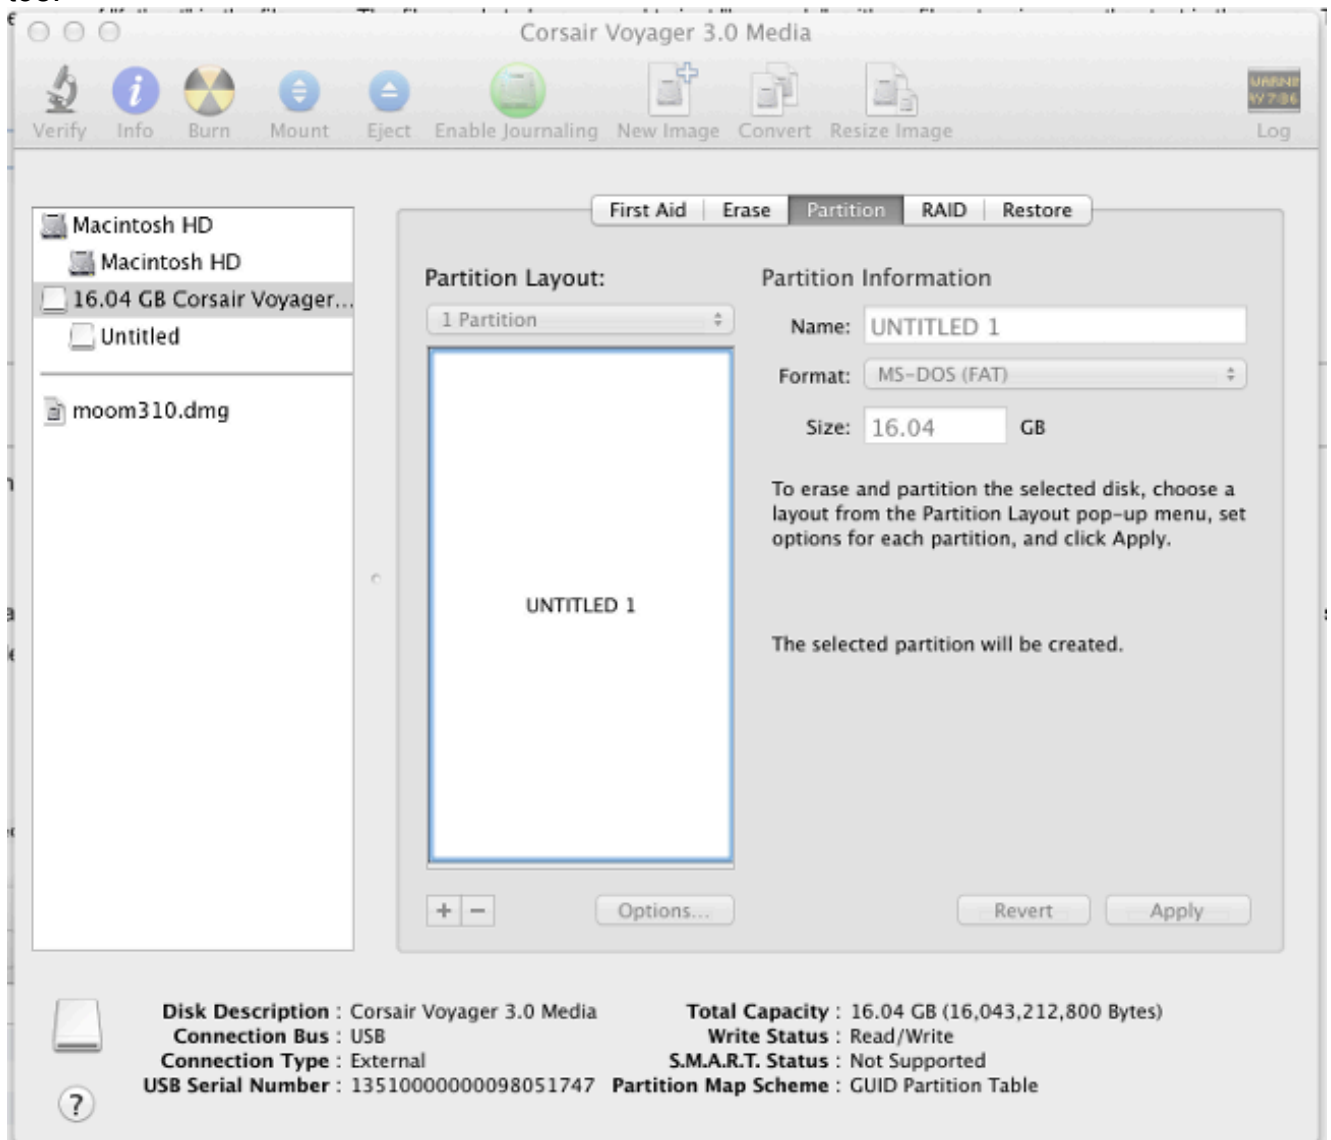 Corsair Voyager 3.0 Media
Verify Info Burn Mount Eject Enable Journaling New Image Convert Resize Image Log
First Aid Erase Partition RAID Restore
Macintosh HD
Macintosh HD
16.04 GB Corsair Voyager...
Untitled
moom310.dmg
Partition Layout:
1 Partition
UNTITLED 1
+ − Options...
Partition Information
Name: UNTITLED 1
Format: MS-DOS (FAT)
Size: 16.04 GB
To erase and partition the selected disk, choose a
layout from the Partition Layout pop-up menu, set
options for each partition, and click Apply.
The selected partition will be created.
Revert Apply
Disk Description : Corsair Voyager 3.0 Media
Connection Bus : USB
Connection Type : External
USB Serial Number : 13510000000098051747
Total Capacity : 16.04 GB (16,043,212,800 Bytes)
Write Status : Read/Write
S.M.A.R.T. Status : Not Supported
Partition Map Scheme : GUID Partition Table
?